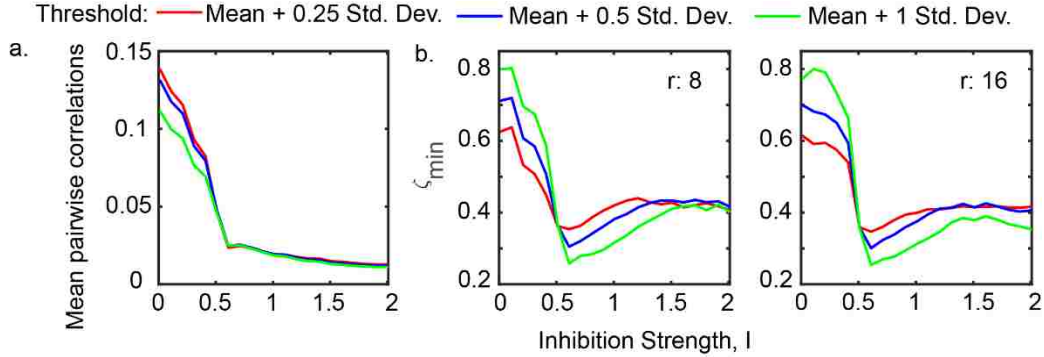 Threshold: Mean + 0.25 Std. Dev. Mean + 0.5 Std. Dev. Mean + 1 Std. Dev.
a.
Mean pairwise correlations
0.15
0.1
0.05
0
0 0.5 1 1.5 2
b.
ζmin
r: 8
0.8
0.6
0.4
0.2
0 0.5 1 1.5 2
r: 16
0.8
0.6
0.4
0.2
0 0.5 1 1.5 2
Inhibition Strength, I